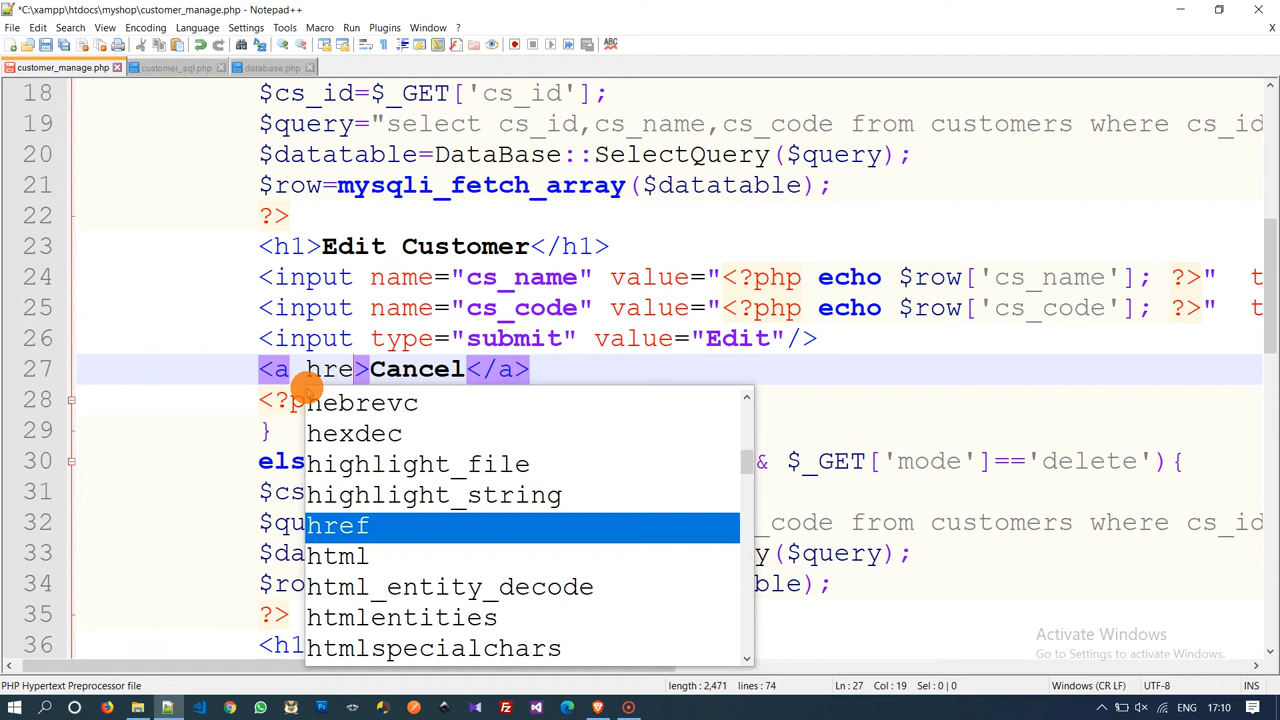 *C:\xampp\htdocs\myshop\customer_manage.php - Notepad++
File Edit Search View Encoding Language Settings Tools Macro Run Plugins Window ?
X
customer_manage.php customer_sql.php database.php
18 $cs_id=$_GET['cs_id'];
19 $query="select cs_id,cs_name,cs_code from customers where cs_id
20 $datatable=DataBase::SelectQuery($query);
21 $row=mysqli_fetch_array($datatable);
22 ?>
23 <h1>Edit Customer</h1>
24 <input name="cs_name" value="<?php echo $row['cs_name']; ?>" t
25 <input name="cs_code" value="<?php echo $row['cs_code']; ?>" t
26 <input type="submit" value="Edit"/>
27 <a hre>Cancel</a>
28 <?p
hebrevc
29 }
hexdec
30 els & $_GET['mode']=='delete'){
highlight_file
31 $cs
highlight_string
32 $qu _code from customers where cs_id
href
33 $da y($query);
html
34 $ro ble);
html_entity_decode
35 ?>
htmlentities
36 <h1
htmlspecialchars
Activate Windows
Go to Settings to activate Windows.
PHP Hypertext Preprocessor file length : 2,471 lines : 74 Ln : 27 Col : 19 Sel : 0 | 0 Windows (CR LF) UTF-8 INS
ENG 17:10